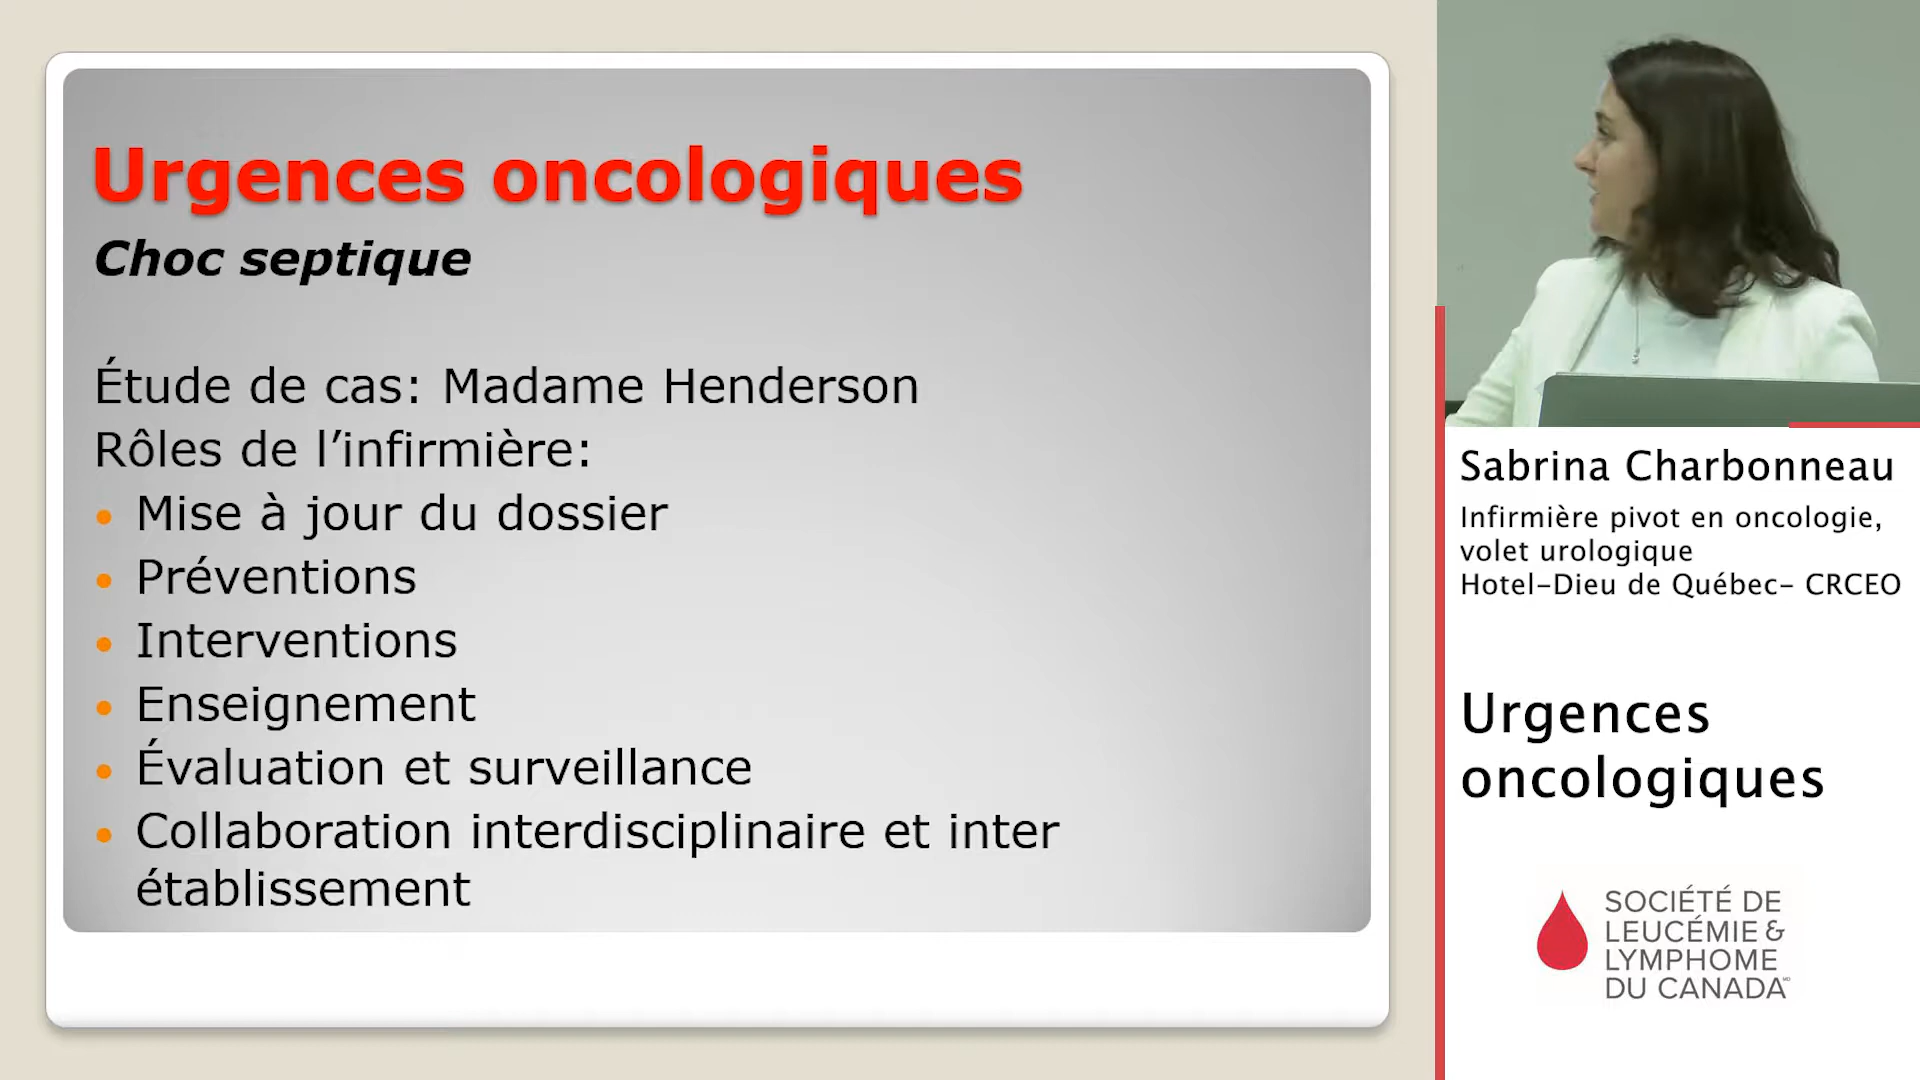 Urgences oncologiques
Choc septique
Étude de cas: Madame Henderson
Rôles de l’infirmière:
• Mise à jour du dossier
• Préventions
• Interventions
• Enseignement
• Évaluation et surveillance
• Collaboration interdisciplinaire et inter
établissement
Sabrina Charbonneau
Infirmière pivot en oncologie,
volet urologique
Hotel-Dieu de Québec- CRCEO
Urgences
oncologiques
SOCIÉTÉ DE
LEUCÉMIE &
LYMPHOME
DU CANADA